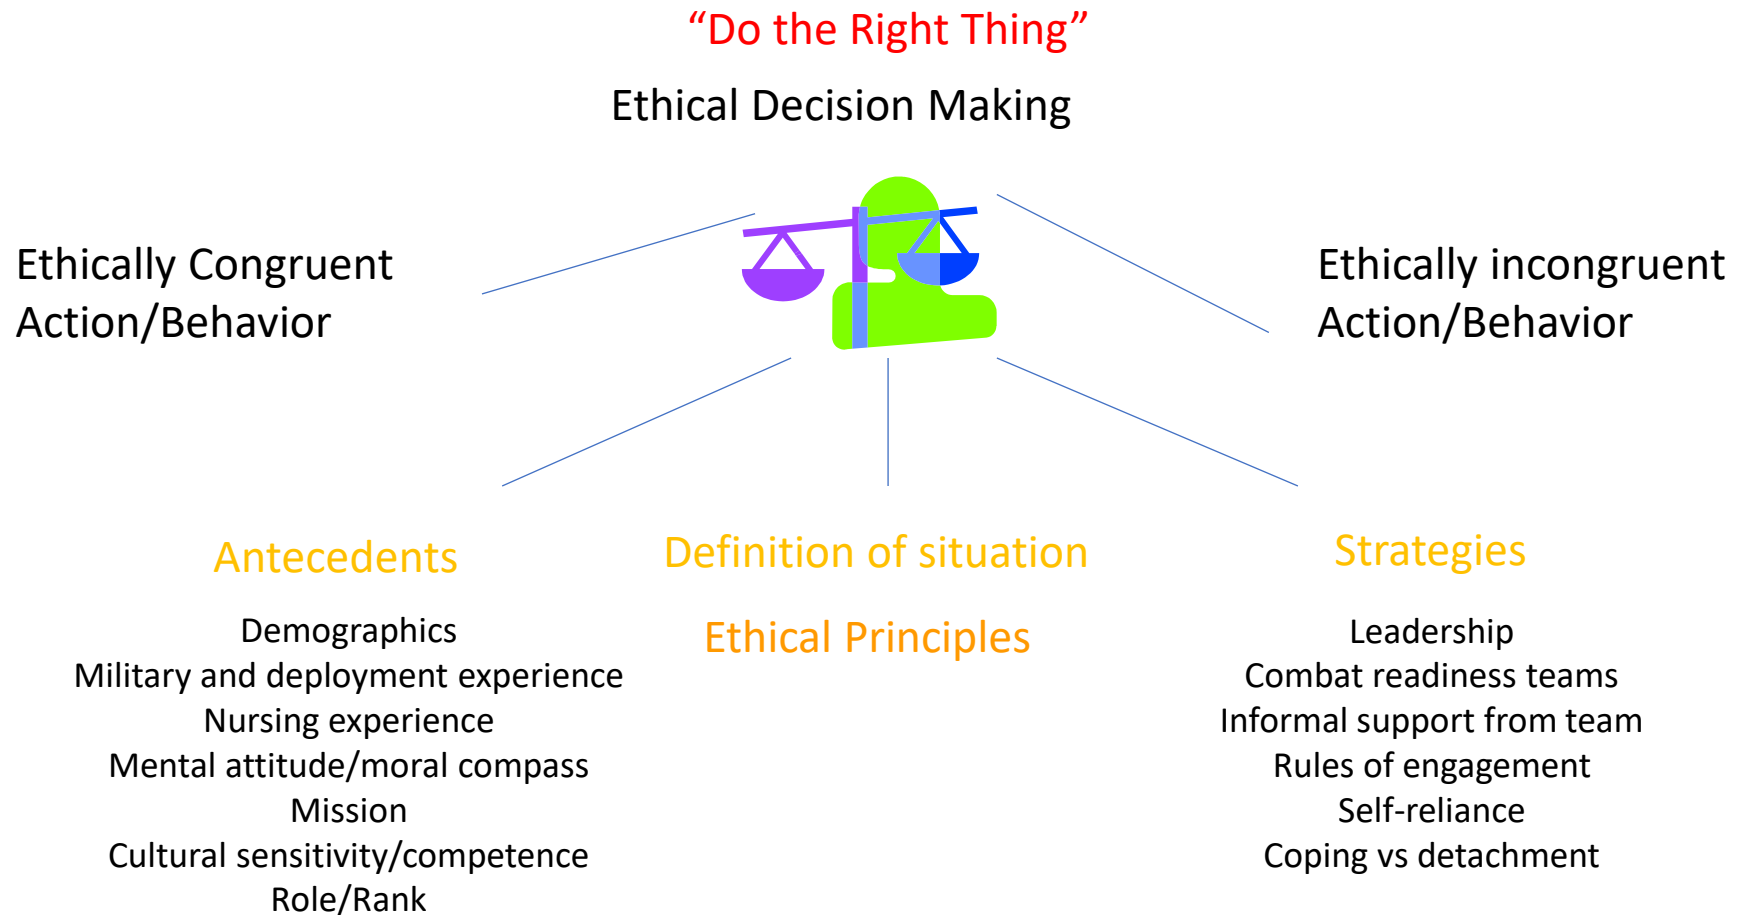 “Do the Right Thing”
Ethical Decision Making
Ethically Congruent
Action/Behavior
Ethically incongruent
Action/Behavior
Antecedents
Demographics
Military and deployment experience
Nursing experience
Mental attitude/moral compass
Mission
Cultural sensitivity/competence
Role/Rank
Definition of situation
Ethical Principles
Strategies
Leadership
Combat readiness teams
Informal support from team
Rules of engagement
Self-reliance
Coping vs detachment